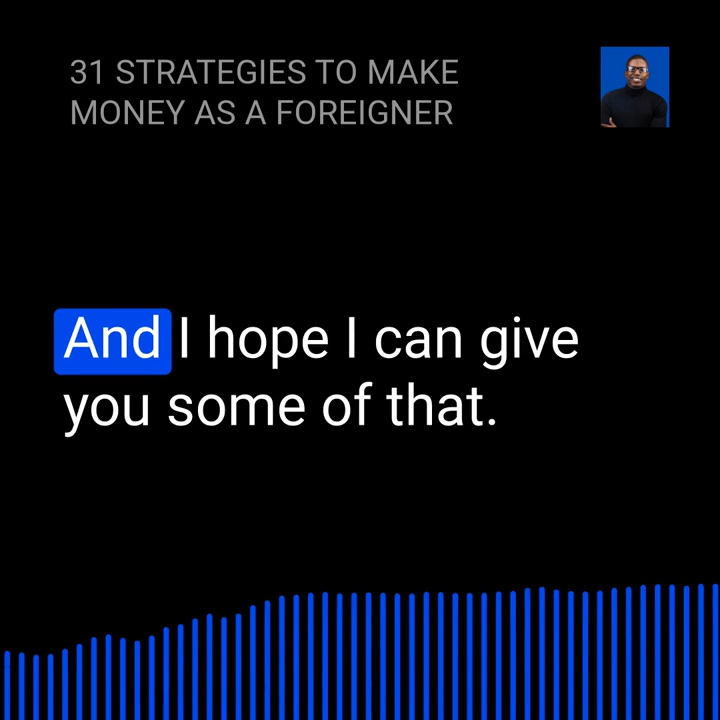 31 STRATEGIES TO MAKE
MONEY AS A FOREIGNER
And I hope I can give
you some of that.